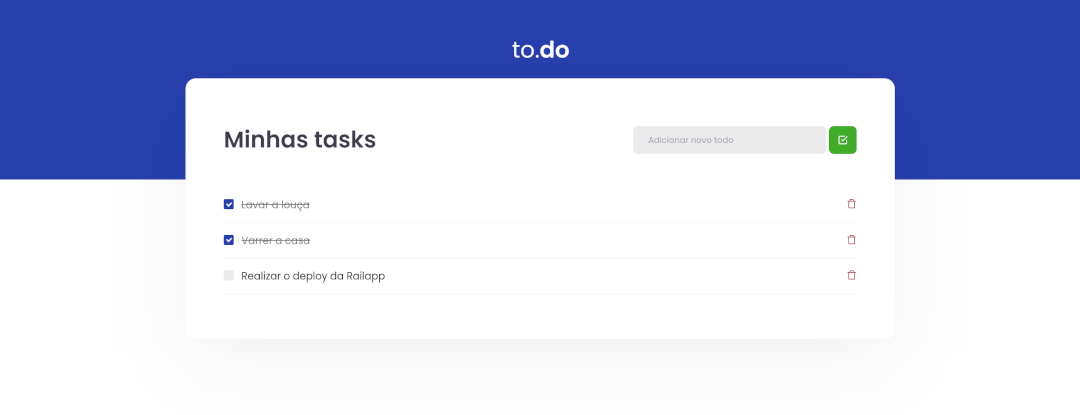 to.do
Minhas tasks
Adicionar novo todo
Lavar a louça
Varrer a casa
Realizar o deploy da Railapp